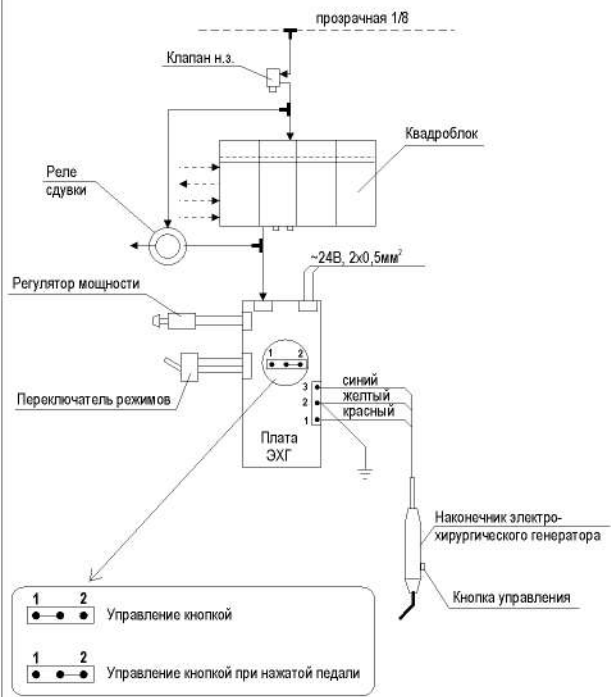 прозрачная 1/8
Клапан н.з.
Квадроблок
Реле
сдувки
~24В, 2х0,5мм²
Регулятор мощности
1 2
Переключатель режимов
3
синий
2
желтый
1
красный
Плата
ЭХГ
Наконечник электро-
хирургического генератора
Кнопка управления
1 2
Управление кнопкой
1 2
Управление кнопкой при нажатой педали